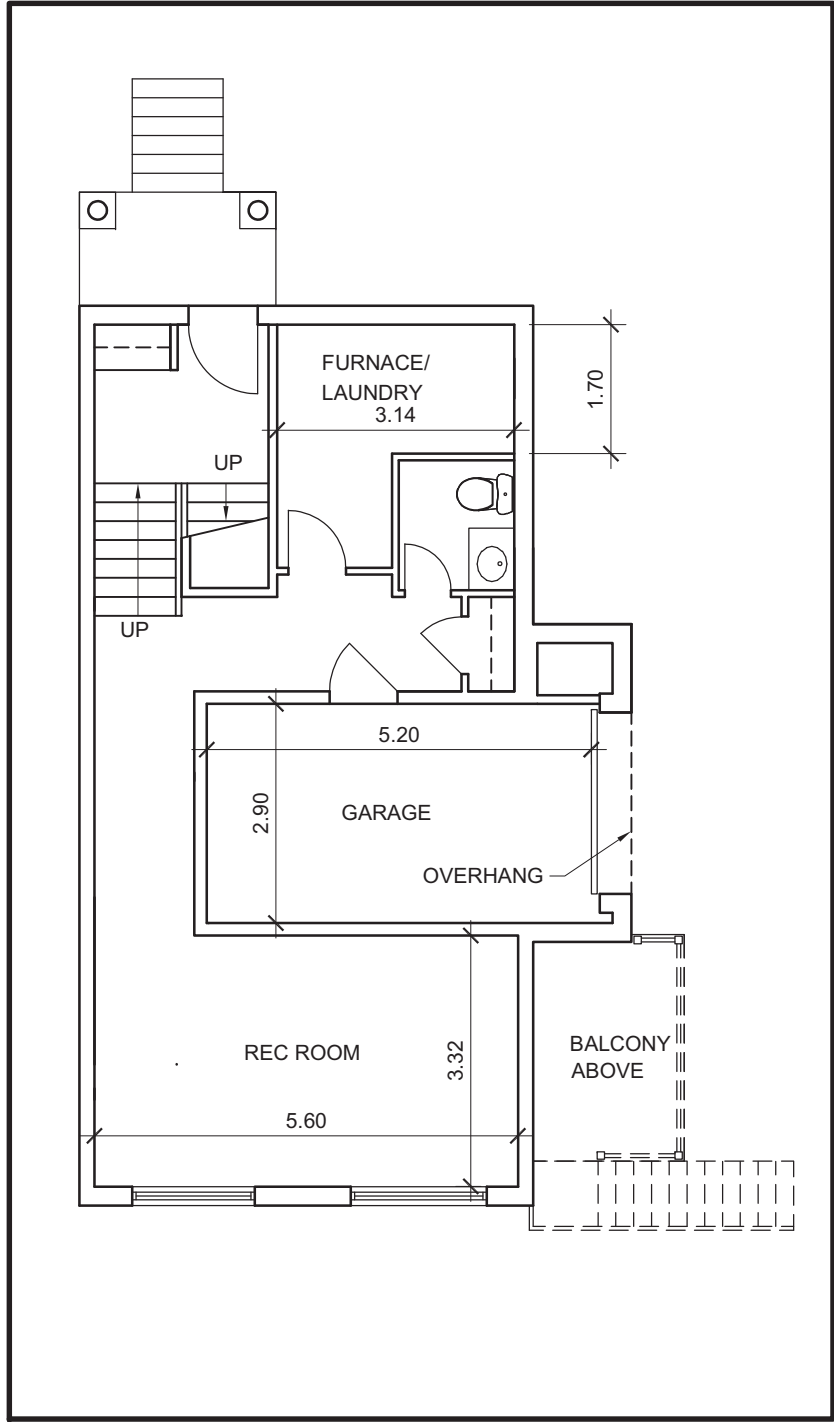 FURNACE/
LAUNDRY
3.14
1.70
UP
UP
5.20
2.90
GARAGE
OVERHANG
REC ROOM
3.32
BALCONY
ABOVE
5.60